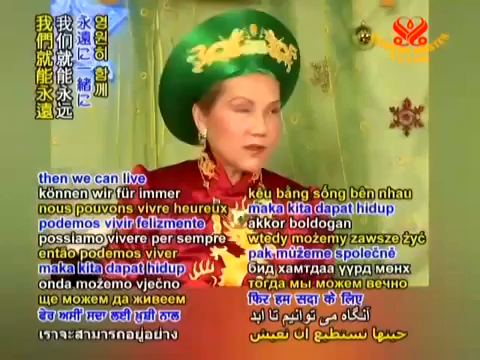 我們就能永遠
我们就能永远
永遠に一緒に
영원히 함께
then we can live
können wir für immer
nous pouvons vivre heureux
podemos vivir felizmente
possiamo vivere per sempre
então podemos viver
maka kita dapat hidup
onda možemo vječno
ще можем да живеем
ਫੇਰ ਅਸੀਂ ਸਦਾ ਲਈ ਖੁਸ਼ੀ ਨਾਲ
เราจะสามารถอยู่อย่าง
kêu bằng sống bên nhau
maka kita dapat hidup
akkor boldogan
wtedy możemy zawsze żyć
pak můžeme společně
бид хамтдаа үүрд мөнх
тогда мы можем вечно
फिर हम सदा के लिए
آنگاه می توانیم تا ابد
حينها نستطيع ان نعيش